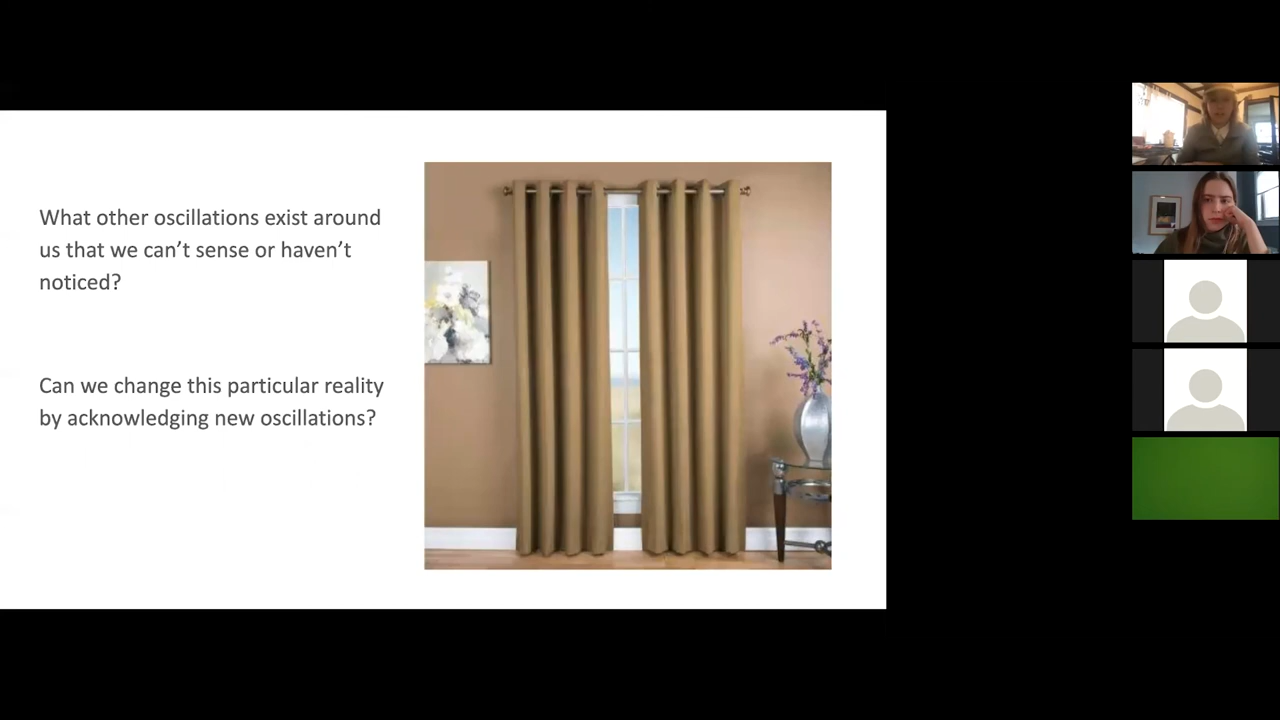 What other oscillations exist around
us that we can’t sense or haven’t
noticed?
Can we change this particular reality
by acknowledging new oscillations?